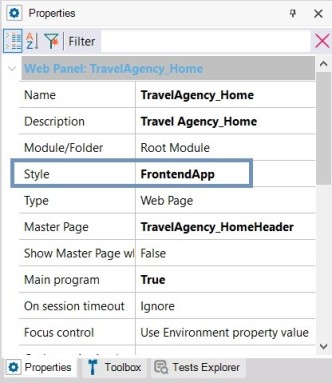 Properties
Filter
Web Panel: TravelAgency_Home
Name TravelAgency_Home
Description Travel Agency_Home
Module/Folder Root Module
Style FrontendApp
Type Web Page
Master Page TravelAgency_HomeHeader
Show Master Page wl False
Main program True
On session timeout Ignore
Focus control Use Environment property value
Properties Toolbox Tests Explorer